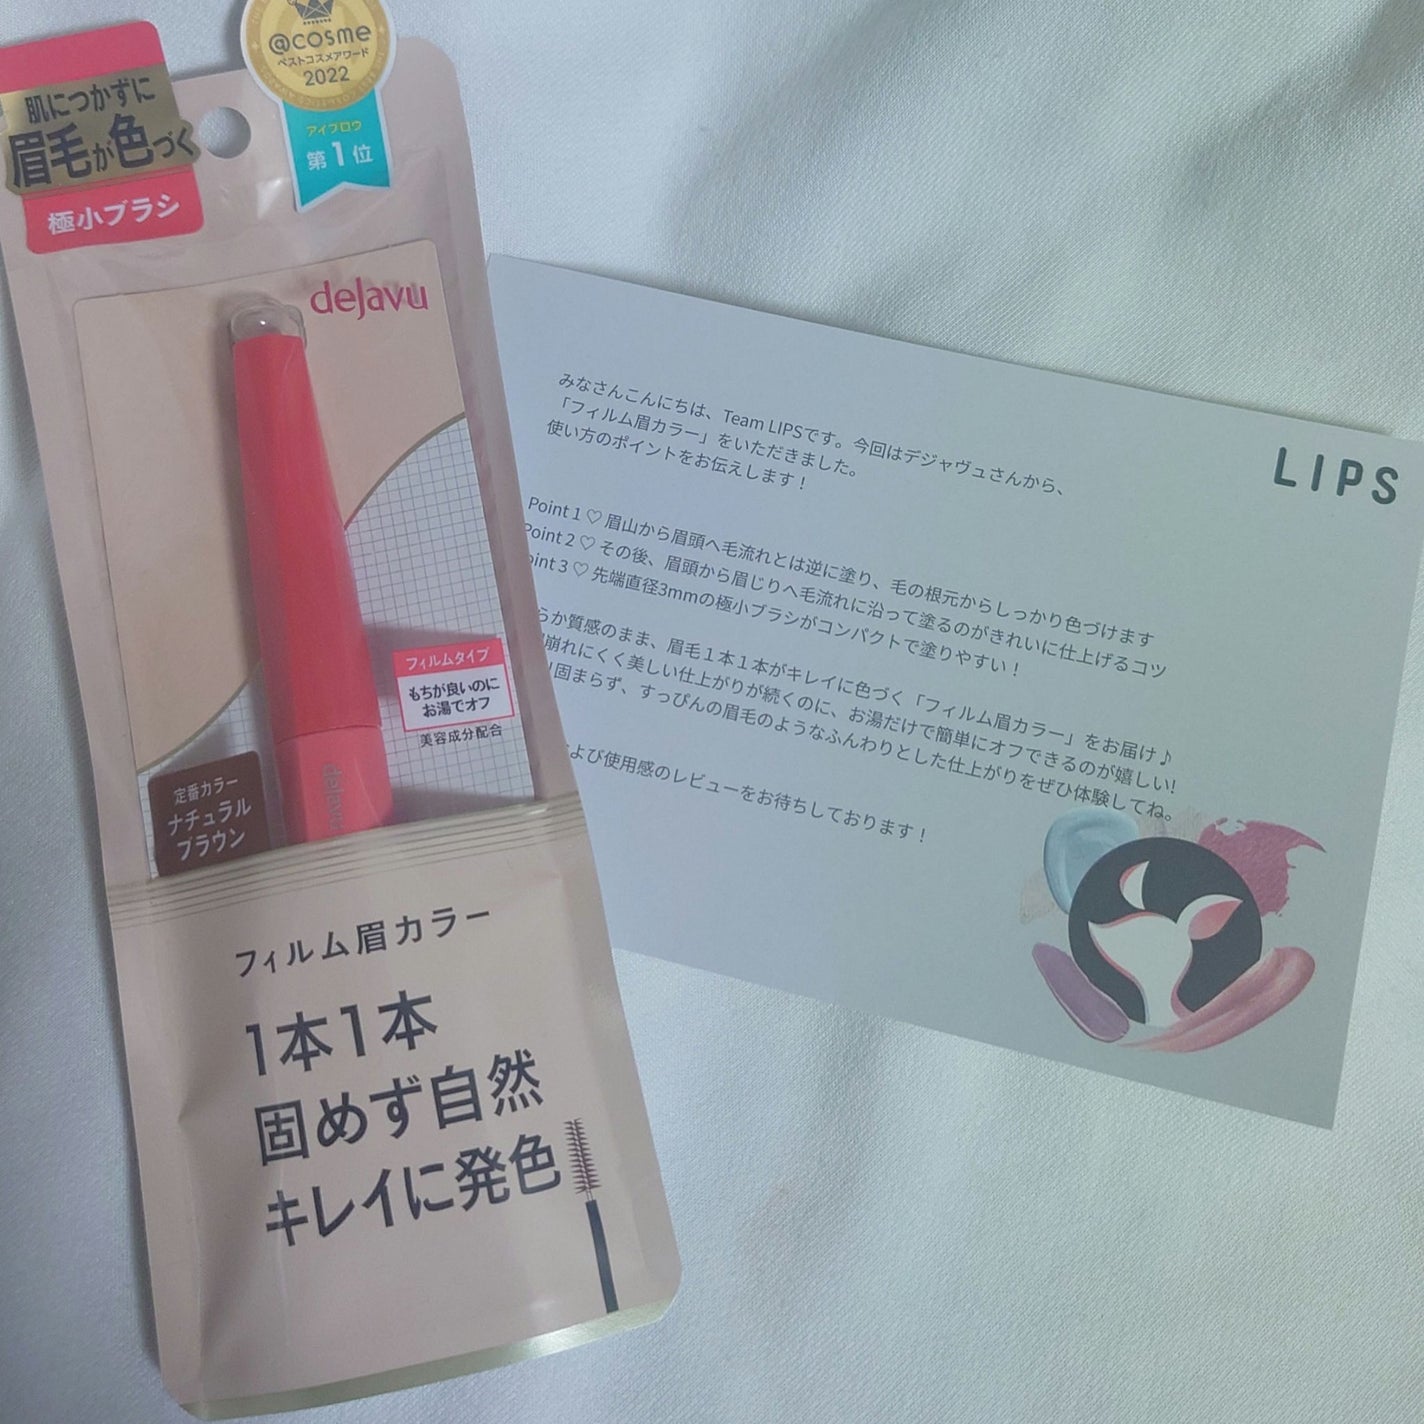 @cosme
ベストコスメアワード
2022
アイブロウ
第1位
肌につかずに
眉毛が色づく
極小ブラシ
dejavu
フィルムタイプ
もちが良いのに
お湯でオフ
美容成分配合
定番カラー
ナチュラル
ブラウン
dejavu
フィルム眉カラー
1本1本
固めず自然
キレイに発色
LIPS
みなさんこんにちは、Team LIPSです。今回はデジャヴュさんから、
「フィルム眉カラー」をいただきました。
使い方のポイントをお伝えします！
Point 1 ♡ 眉山から眉頭へ毛流れとは逆に塗り、毛の根元からしっかり色づけます
Point 2 ♡ その後、眉頭から眉じりへ毛流れに沿って塗るのがきれいに仕上げるコツ
oint 3 ♡ 先端直径3mmの極小ブラシがコンパクトで塗りやすい！
らか質感のまま、眉毛1本1本がキレイに色づく「フィルム眉カラー」をお届け♪
崩れにくく美しい仕上がりが続くのに、お湯だけで簡単にオフできるのが嬉しい!
固まらず、すっぴんの眉毛のようなふんわりとした仕上がりをぜひ体験してね。
および使用感のレビューをお待ちしております！